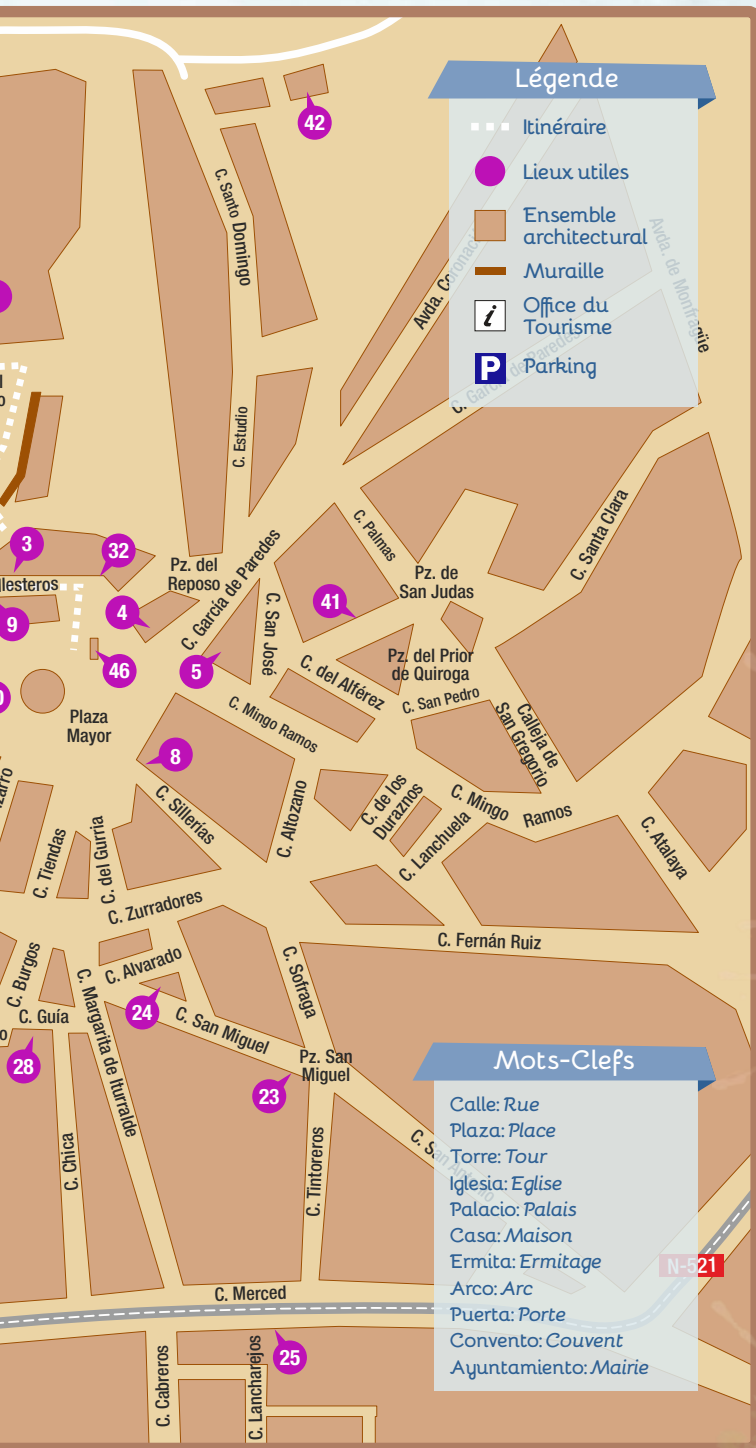 Légende
Itinéraire
Lieux utiles
Ensemble
architectural
Muraille
i
Office du
Tourisme
P
Parking
42
C. Santo Domingo
Avda. de Monfragüe
C. García de Paredes
C. Estudio
3
32
Pz. del
Reposo
C. García de Paredes
C. Palmas
C. Santa Clara
Pz. de
San Judas
llesteros
9
4
41
46
5
C. San José
C. del Alférez
Pz. del Prior
de Quiroga
C. San Pedro
Calleja de
San Gregorio
Plaza
Mayor
C. Mingo Ramos
8
C. Sillerías
C. Altozano
C. de los
Duraznos
C. Mingo Ramos
C. Lanchuela
C. Atalaya
C. Tiendas
C. del Gurria
C. Zurradores
C. Fernán Ruiz
C. Burgos
C. Alvarado
C. Sofraga
24
C. Guía
C. Margarita de Iturralde
C. San Miguel
28
Pz. San
Miguel
23
C. Chica
C. Tintoreros
C. San Antonio
Mots-Clefs
Calle: Rue
Plaza: Place
Torre: Tour
Iglesia: Eglise
Palacio: Palais
Casa: Maison
Ermita: Ermitage
Arco: Arc
Puerta: Porte
Convento: Couvent
Ayuntamiento: Mairie
N-521
C. Merced
25
C. Cabreros
C. Lancharejos